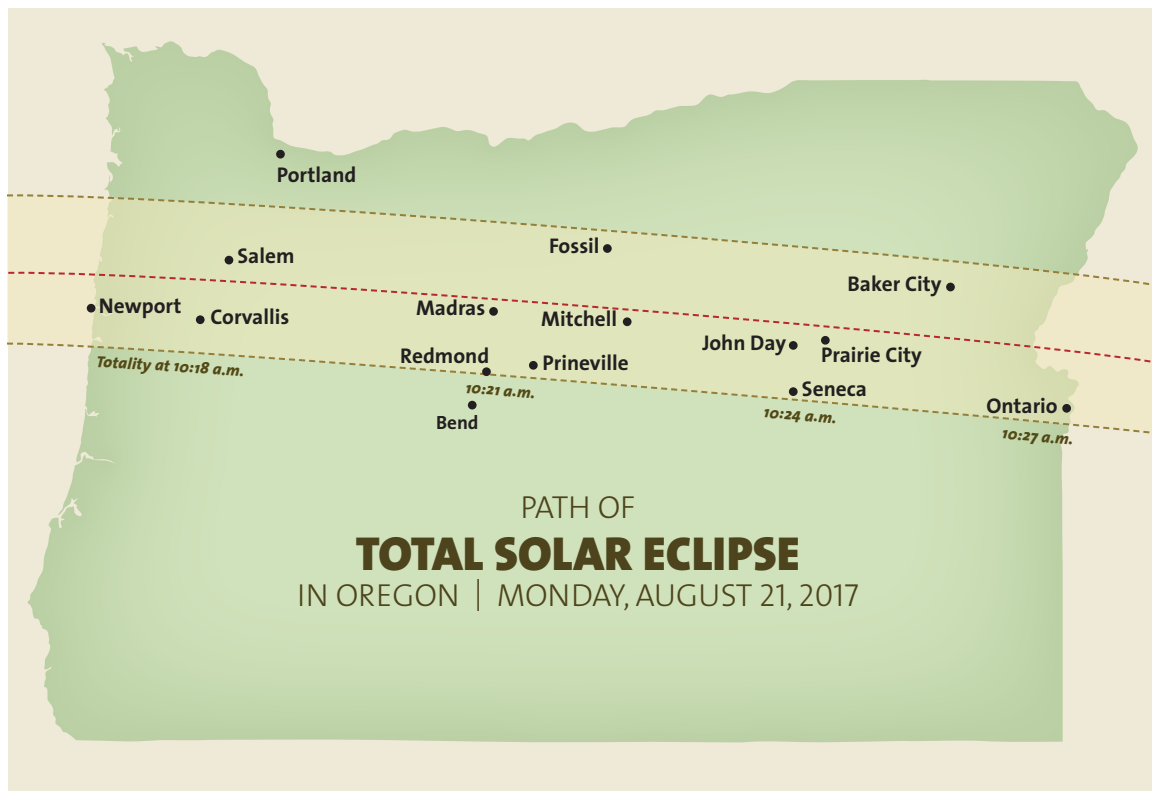 Portland
Fossil
Salem
Baker City
Newport
Madras
Corvallis
Mitchell
John Day
Prairie City
Redmond
Prineville
Totality at 10:18 a.m.
10:21 a.m.
Seneca
Bend
10:24 a.m.
Ontario
10:27 a.m.
PATH OF
TOTAL SOLAR ECLIPSE
IN OREGON | MONDAY, AUGUST 21, 2017